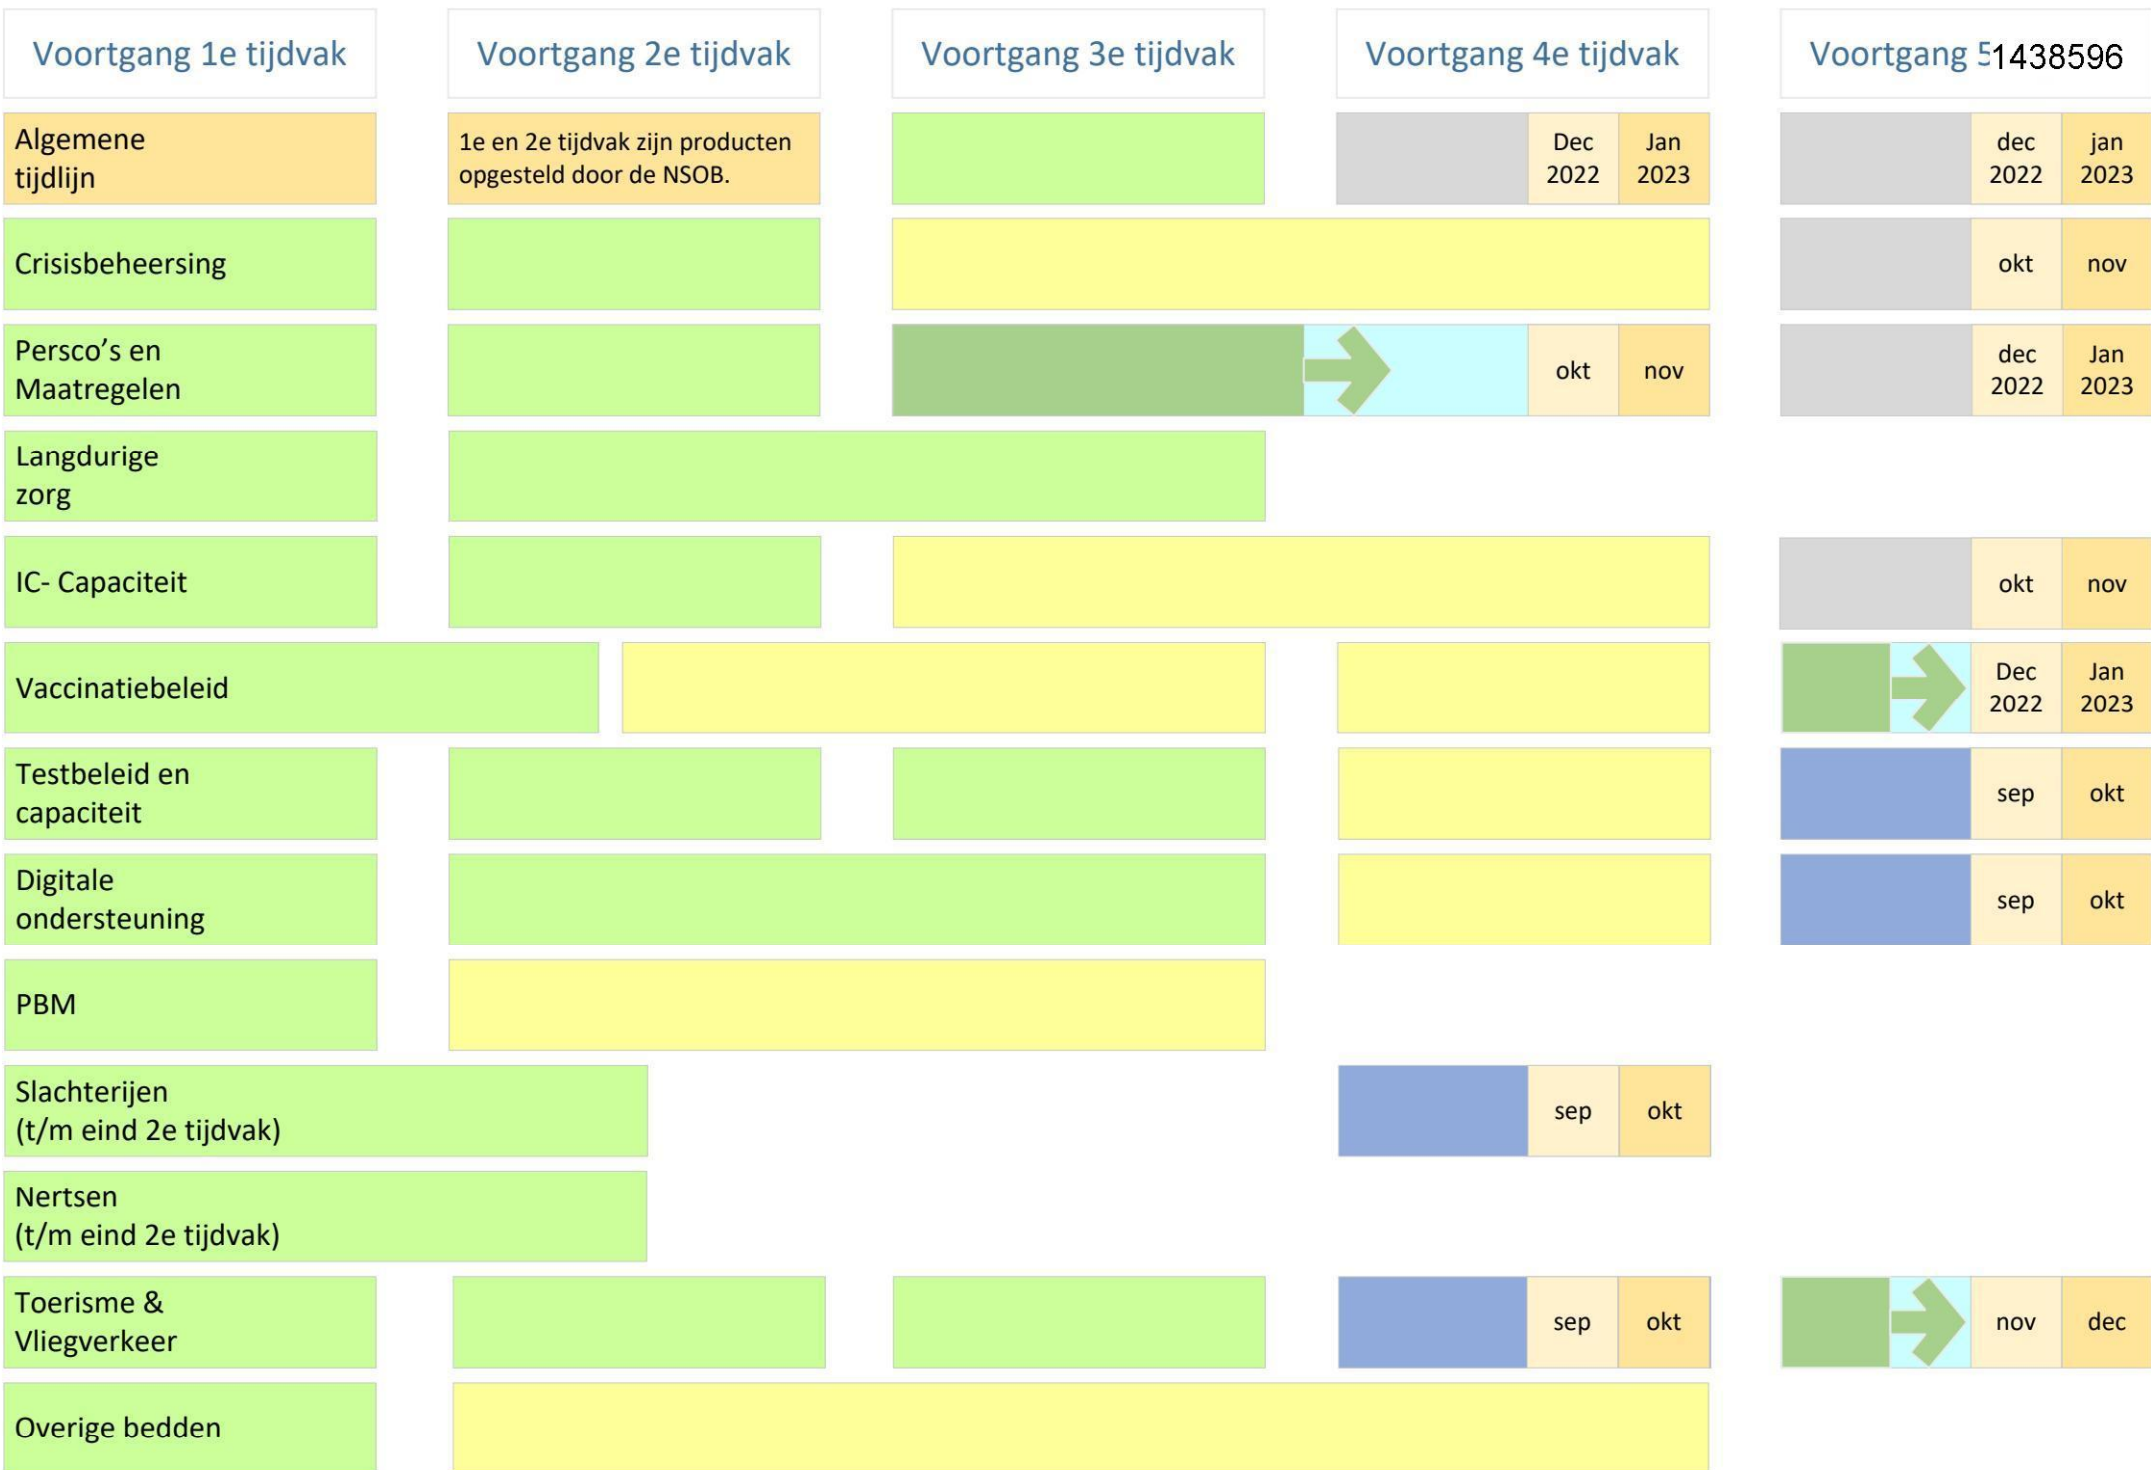 Voortgang 1e tijdvak
Voortgang 2e tijdvak
Voortgang 3e tijdvak
Voortgang 4e tijdvak
Voortgang 5
1438596
Algemene
tijdlijn
1e en 2e tijdvak zijn producten
opgesteld door de NSOB.
Dec
2022
Jan
2023
dec
2022
jan
2023
Crisisbeheersing
okt
nov
Persco's en
Maatregelen
okt
nov
dec
2022
Jan
2023
Langdurige
zorg
IC- Capaciteit
okt
nov
Vaccinatiebeleid
Dec
2022
Jan
2023
Testbeleid en
capaciteit
sep
okt
Digitale
ondersteuning
sep
okt
PBM
Slachterijen
(t/m eind 2e tijdvak)
sep
okt
Nertsen
(t/m eind 2e tijdvak)
Toerisme &
Vliegverkeer
sep
okt
nov
dec
Overige bedden